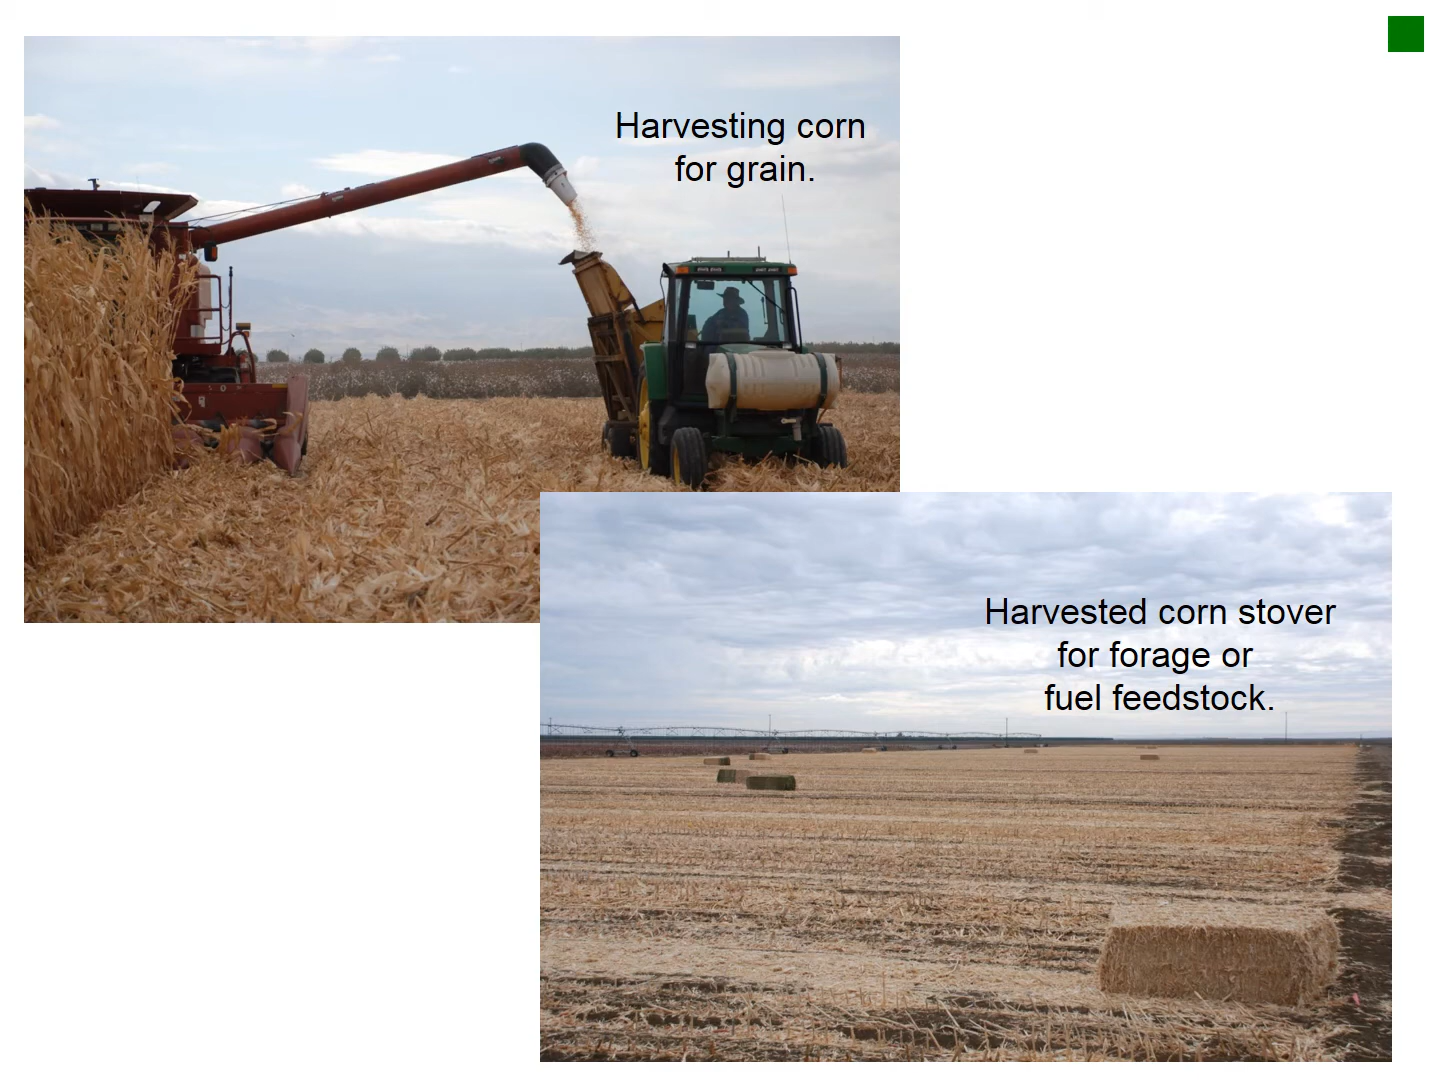 Harvesting corn
for grain.
Harvested corn stover
for forage or
fuel feedstock.